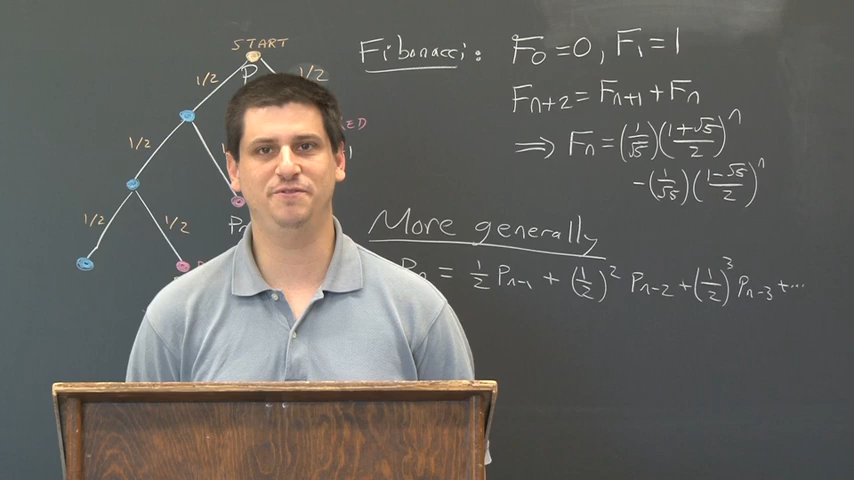 START
P
1/2 1/2
ED
1/2
1/2 1/2
Fibonacci: F₀ = 0, F₁ = 1
Fₙ₊₂ = Fₙ₊₁ + Fₙ
⇒ Fₙ = (1/√5)((1+√5)/2)ⁿ
-(1/√5)((1-√5)/2)ⁿ
More generally
Pₙ = 1/2 Pₙ₋₁ + (1/2)² Pₙ₋₂ + (1/2)³ Pₙ₋₃ + ...